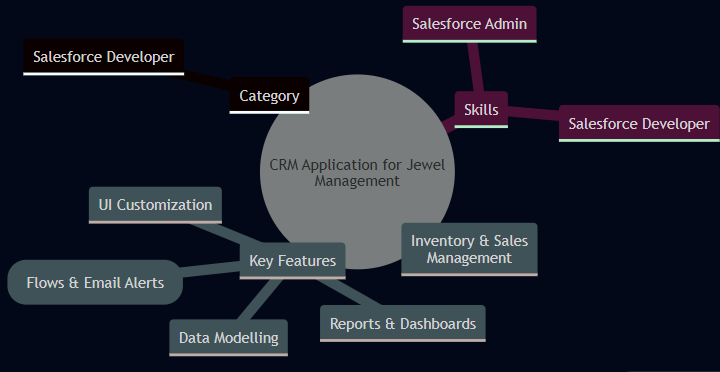 Salesforce Admin
Salesforce Developer
Category
Skills
Salesforce Developer
CRM Application for Jewel
Management
UI Customization
Inventory & Sales
Management
Key Features
Flows & Email Alerts
Reports & Dashboards
Data Modelling